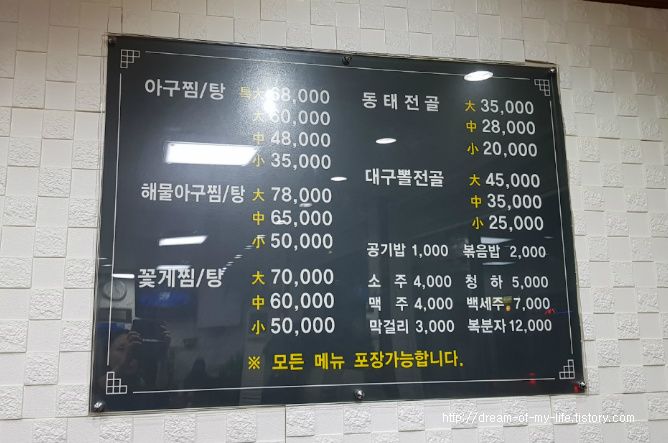 아구찜/탕 특大 68,000
大 60,000
中 48,000
小 35,000
해물아구찜/탕 大 78,000
中 65,000
小 50,000
꽃게찜/탕 大 70,000
中 60,000
小 50,000
동태전골 大 35,000
中 28,000
小 20,000
대구뽈전골 大 45,000
中 35,000
小 25,000
공기밥 1,000 볶음밥 2,000
소 주 4,000 청 하 5,000
맥 주 4,000 백세주 7,000
막걸리 3,000 복분자 12,000
※ 모든 메뉴 포장가능합니다.
http://dream-of-my-life.tistory.com